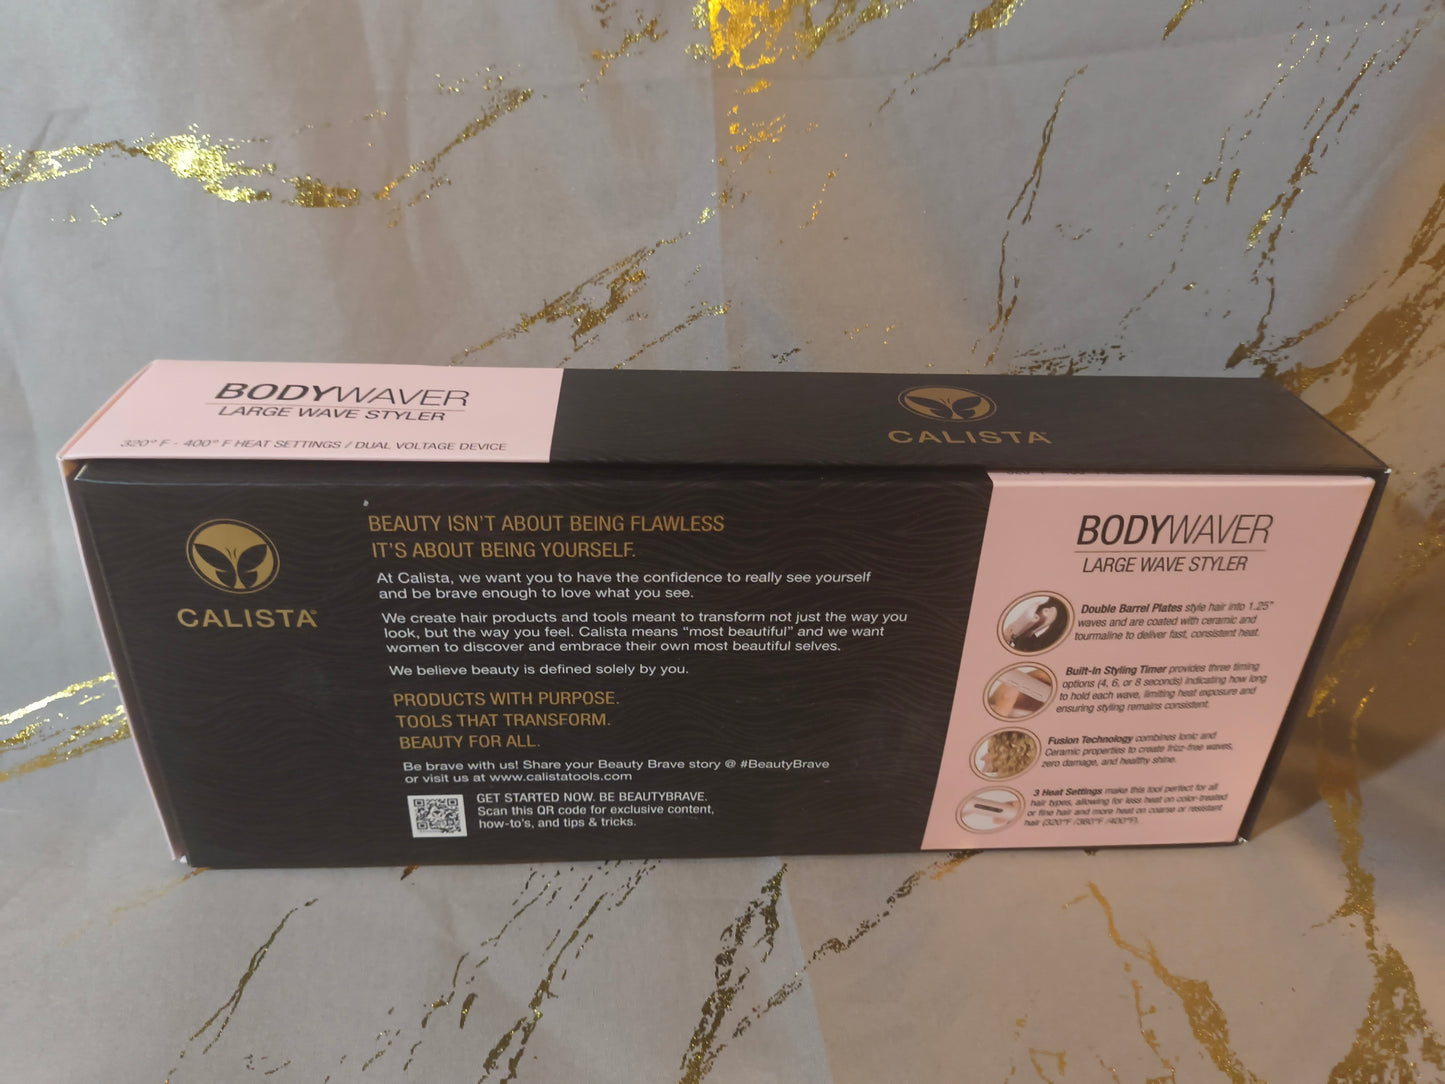 BODYWAVER
LARGE WAVE STYLER
320° F - 400° F HEAT SETTINGS / DUAL VOLTAGE DEVICE
CALISTA
CALISTA®
BEAUTY ISN'T ABOUT BEING FLAWLESS
IT'S ABOUT BEING YOURSELF.
At Calista, we want you to have the confidence to really see yourself
and be brave enough to love what you see.
We create hair products and tools meant to transform not just the way you
look, but the way you feel. Calista means “most beautiful” and we want
women to discover and embrace their own most beautiful selves.
We believe beauty is defined solely by you.
PRODUCTS WITH PURPOSE.
TOOLS THAT TRANSFORM.
BEAUTY FOR ALL.
Be brave with us! Share your Beauty Brave story @ #BeautyBrave
or visit us at www.calistatools.com
GET STARTED NOW. BE BEAUTYBRAVE.
Scan this QR code for exclusive content,
how-to's, and tips & tricks.
BODYWAVER
LARGE WAVE STYLER
Double Barrel Plates style hair into 1.25"
waves and are coated with ceramic and
tourmaline to deliver fast, consistent heat.
Built-In Styling Timer provides three timing
options (4, 6, or 8 seconds) indicating how long
to hold each wave, limiting heat exposure and
ensuring styling remains consistent.
Fusion Technology combines Ionic and
Ceramic properties to create frizz-free waves,
zero damage, and healthy shine.
3 Heat Settings make this tool perfect for all
hair types, allowing for less heat on color-treated
or fine hair and more heat on coarse or resistant
hair (320°F /360°F /400°F).